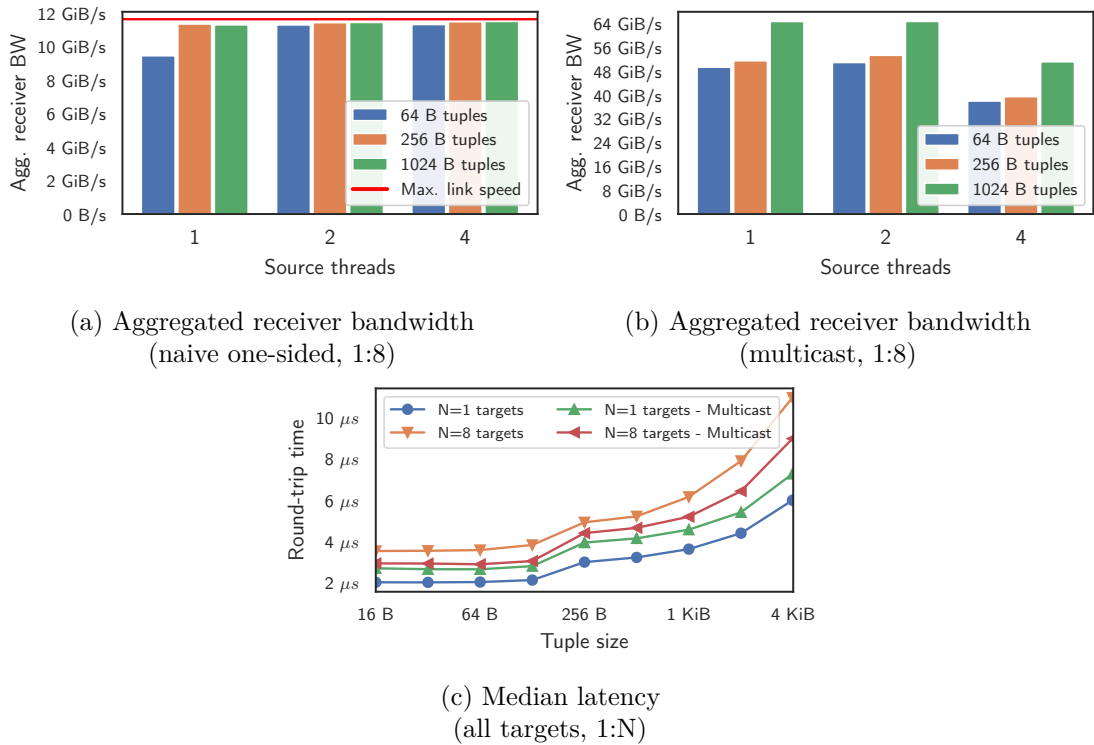 12 GiB/s
10 GiB/s
8 GiB/s
6 GiB/s
4 GiB/s
2 GiB/s
0 B/s
Agg. receiver BW
64 B tuples
256 B tuples
1024 B tuples
Max. link speed
1 2 4
Source threads
(a) Aggregated receiver bandwidth
(naive one-sided, 1:8)
64 GiB/s
56 GiB/s
48 GiB/s
40 GiB/s
32 GiB/s
24 GiB/s
16 GiB/s
8 GiB/s
0 B/s
Agg. receiver BW
64 B tuples
256 B tuples
1024 B tuples
1 2 4
Source threads
(b) Aggregated receiver bandwidth
(multicast, 1:8)
10 μs
8 μs
6 μs
4 μs
2 μs
Round-trip time
N=1 targets
N=8 targets
N=1 targets - Multicast
N=8 targets - Multicast
16 B 64 B 256 B 1 KiB 4 KiB
Tuple size
(c) Median latency
(all targets, 1:N)